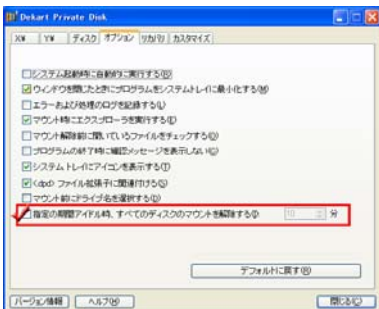 Dekart Private Disk
X¥ Y¥ ディスク オプション リカバリ カスタマイズ
システム起動時に自動的に実行する(R)
ウィンドウを閉じたときにプログラムをシステムトレイに最小化する(M)
エラーおよび処理のログを記録する(L)
マウント時にエクスプローラを実行する(E)
マウント解除前に開いているファイルをチェックする(O)
プログラムの終了時に確認メッセージを表示しない(C)
システムトレイにアイコンを表示する(T)
<.dpd> ファイル拡張子に関連付ける(S)
マウント前にドライブ名を選択する(D)
指定の期間アイドル時、すべてのディスクのマウントを解除する(I) 10 分
デフォルトに戻す(R)
バージョン情報 ヘルプ(H) 閉じる(C)